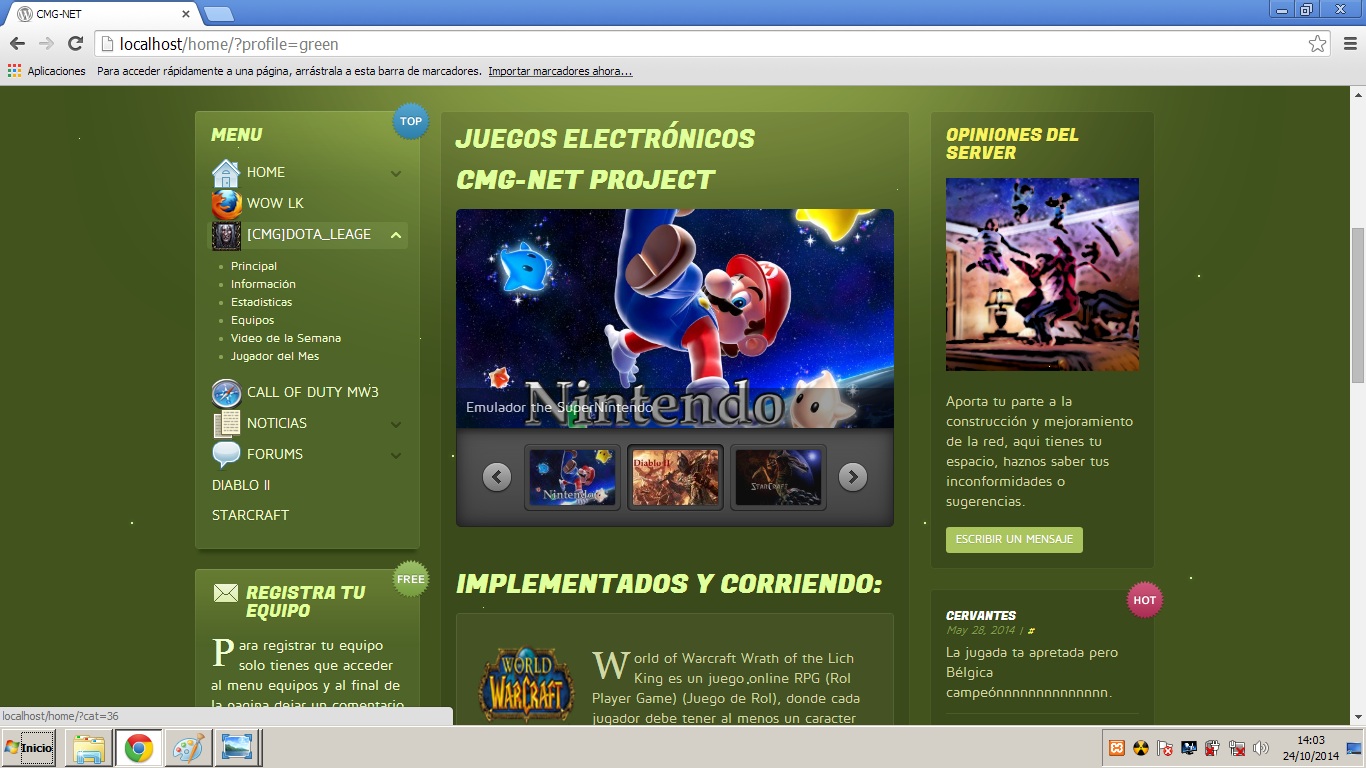 CMG-NET
localhost/home/?profile=green
Aplicaciones
Para acceder rápidamente a una página, arrástrala a esta barra de marcadores. Importar marcadores ahora...
MENU
TOP
HOME
WOW LK
[CMG]DOTA_LEAGE
Principal
Información
Estadisticas
Equipos
Video de la Semana
Jugador del Mes
CALL OF DUTY MW3
NOTICIAS
FORUMS
DIABLO II
STARCRAFT
FREE
REGISTRA TU
EQUIPO
Para registrar tu equipo
solo tienes que acceder
al menu equipos y al final de
la pagina dejar un comentario
JUEGOS ELECTRÓNICOS
CMG-NET PROJECT
Nintendo
Emulador the SuperNintendo
Nintendo
Diablo II
STARCRAFT
IMPLEMENTADOS Y CORRIENDO:
WORLD
OF
WARCRAFT
World of Warcraft Wrath of the Lich
King es un juego online RPG (Rol
Player Game) (Juego de Rol), donde cada
jugador debe tener al menos un caracter
OPINIONES DEL
SERVER
Aporta tu parte a la
construcción y mejoramiento
de la red, aqui tienes tu
espacio, haznos saber tus
inconformidades o
sugerencias.
ESCRIBIR UN MENSAJE
HOT
CERVANTES
May 28, 2014 | #
La jugada ta apretada pero
Bélgica
campeónnnnnnnnnnnnnn.
localhost/home/?cat=36
Inicio
14:03
24/10/2014